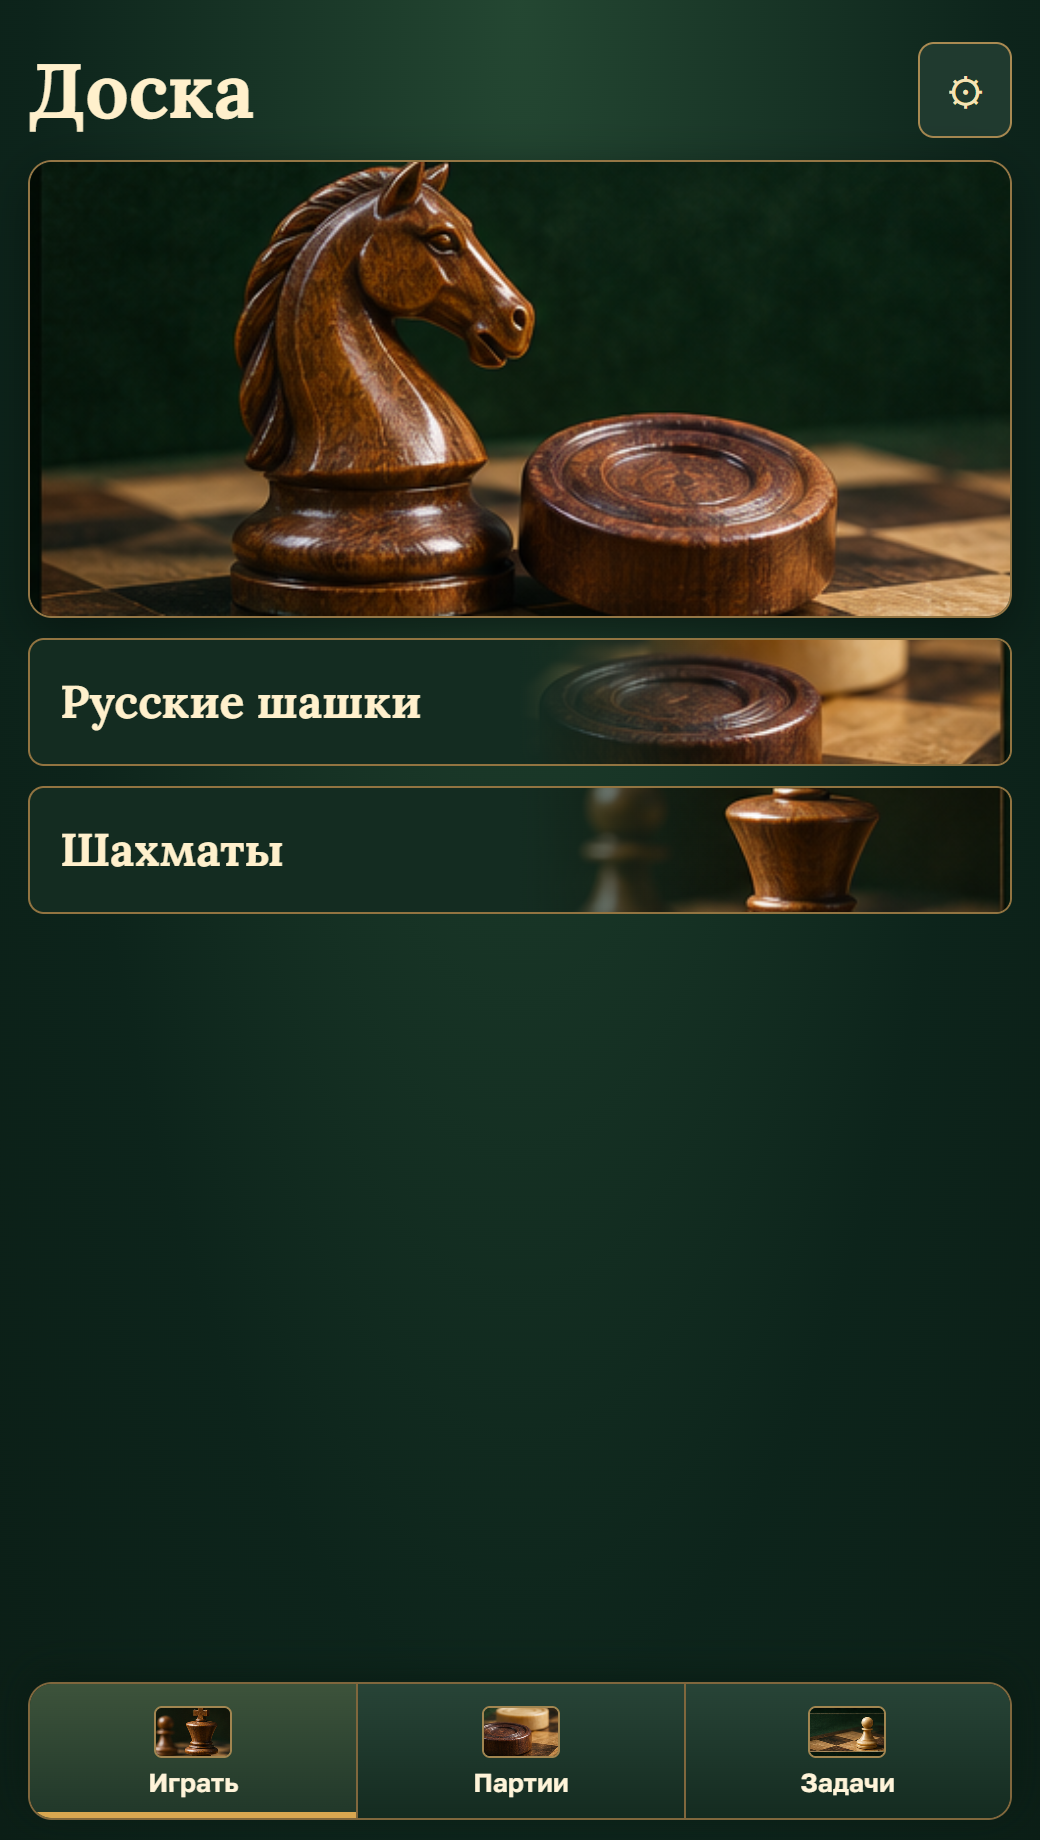 Доска
Русские шашки
Шахматы
Играть
Партии
Задачи